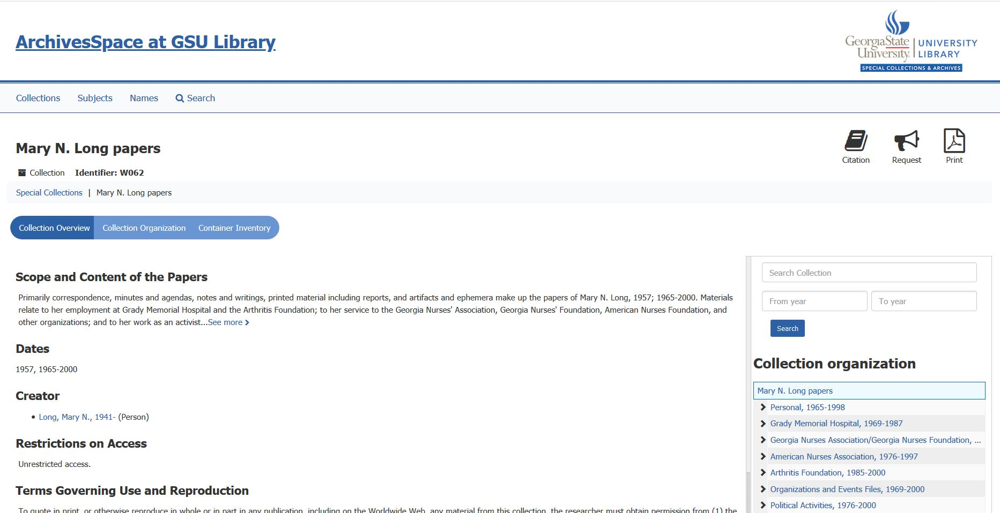 ArchivesSpace at GSU Library
GeorgiaState
University
UNIVERSITY
LIBRARY
SPECIAL COLLECTIONS & ARCHIVES
Collections
Subjects
Names
Search
Mary N. Long papers
Citation
Request
Print
Collection Identifier: W062
Special Collections | Mary N. Long papers
Collection Overview
Collection Organization
Container Inventory
Scope and Content of the Papers
Primarily correspondence, minutes and agendas, notes and writings, printed material including reports, and artifacts and ephemera make up the papers of Mary N. Long, 1957; 1965-2000. Materials
relate to her employment at Grady Memorial Hospital and the Arthritis Foundation; to her service to the Georgia Nurses' Association, Georgia Nurses' Foundation, American Nurses Foundation, and
other organizations; and to her work as an activist...See more
Dates
1957, 1965-2000
Creator
• Long, Mary N., 1941- (Person)
Restrictions on Access
Unrestricted access.
Terms Governing Use and Reproduction
To quote in print, or otherwise reproduce in whole or in part in any publication, including on the Worldwide Web, any material from this collection, the researcher must obtain permission from (1) the
Search Collection
From year
To year
Search
Collection organization
Mary N. Long papers
Personal, 1965-1998
Grady Memorial Hospital, 1969-1987
Georgia Nurses Association/Georgia Nurses Foundation, ...
American Nurses Association, 1976-1997
Arthritis Foundation, 1985-2000
Organizations and Events Files, 1969-2000
Political Activities, 1976-2000